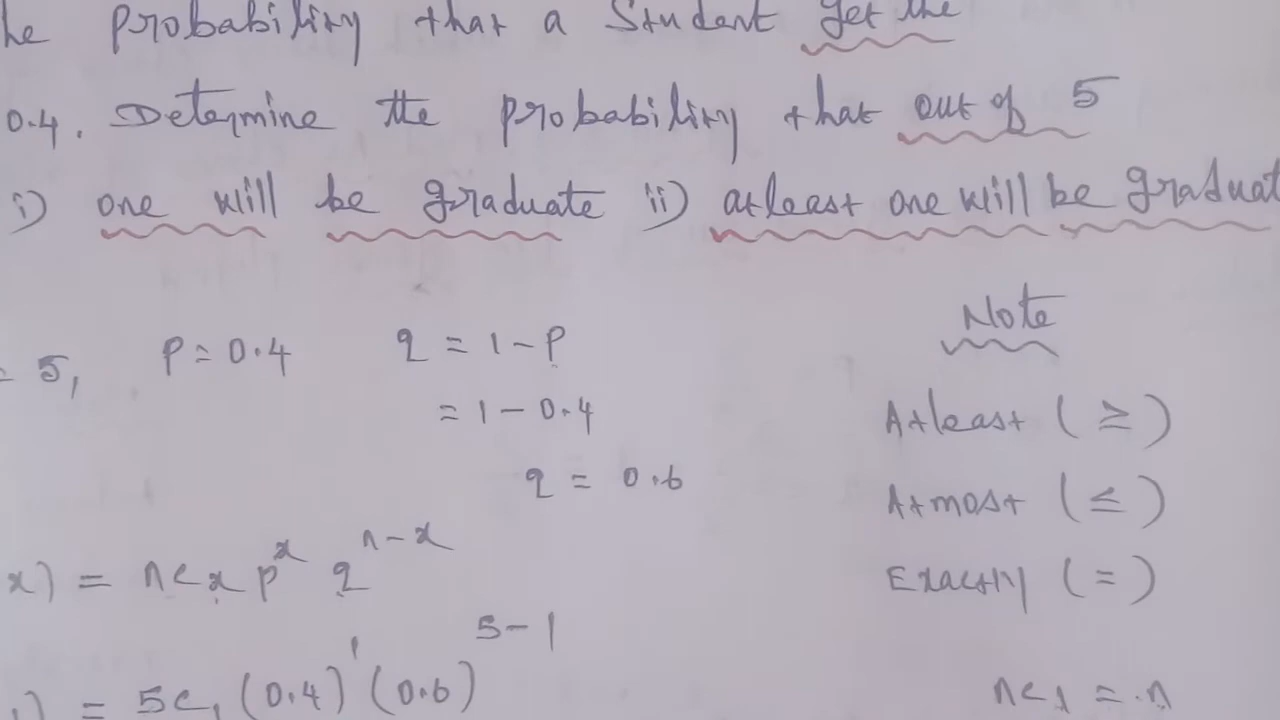 he probability that a student get the
0.4. Determine the probability that out of 5
i) one will be graduate ii) atleast one will be graduat
= 5, p = 0.4 q = 1 - p
= 1 - 0.4
q = 0.6
x) = ncx p^x q^n-x
1) = 5c1 (0.4)^1 (0.6)^5-1
Note
Atleast (≥)
Atmost (≤)
Exactly (=)
nc1 = n